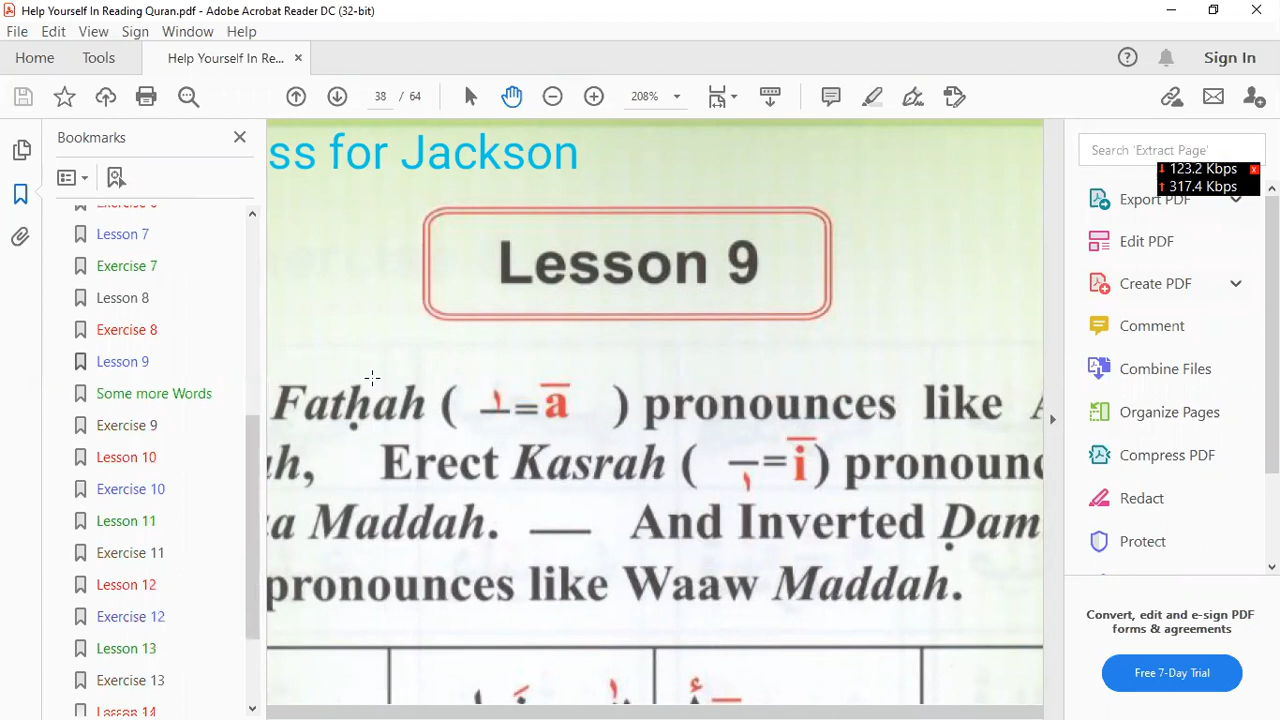 Help Yourself In Reading Quran.pdf - Adobe Acrobat Reader DC (32-bit)
File Edit View Sign Window Help
Home Tools Help Yourself In Re... × Sign In
38 / 64 208%
Bookmarks
Lesson 7
Exercise 7
Lesson 8
Exercise 8
Lesson 9
Some more Words
Exercise 9
Lesson 10
Exercise 10
Lesson 11
Exercise 11
Lesson 12
Exercise 12
Lesson 13
Exercise 13
Lesson 14
ss for Jackson
Lesson 9
Fatḥah ( ـٰ = ā ) pronounces like
h, Erect Kasrah ( ـٖ = ī ) pronounc
a Maddah. — And Inverted Ḍam
pronounces like Waaw Maddah.
Search 'Extract Page'
123.2 Kbps
317.4 Kbps
Export PDF
Edit PDF
Create PDF
Comment
Combine Files
Organize Pages
Compress PDF
Redact
Protect
Convert, edit and e-sign PDF
forms & agreements
Free 7-Day Trial